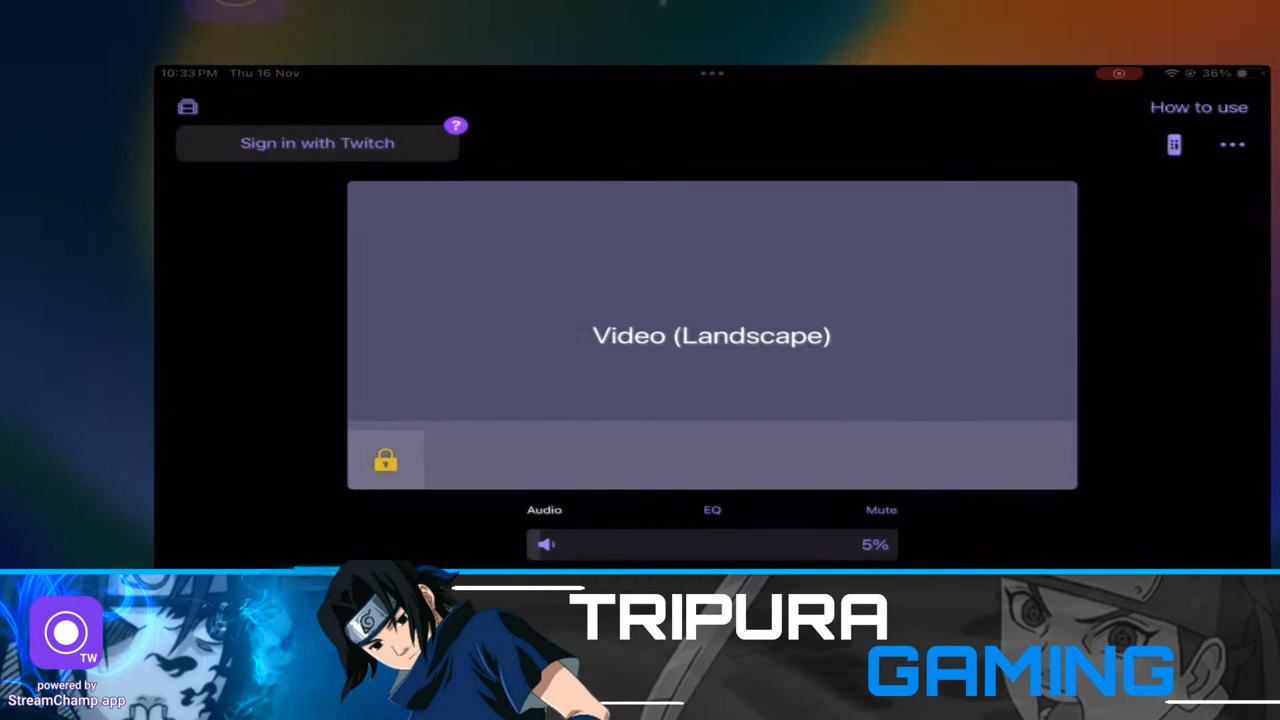 10:33 PM Thu 16 Nov
36%
How to use
?
Sign in with Twitch
Video (Landscape)
Audio EQ Mute
5%
TRIPURA
GAMING
TW
powered by
StreamChamp.app